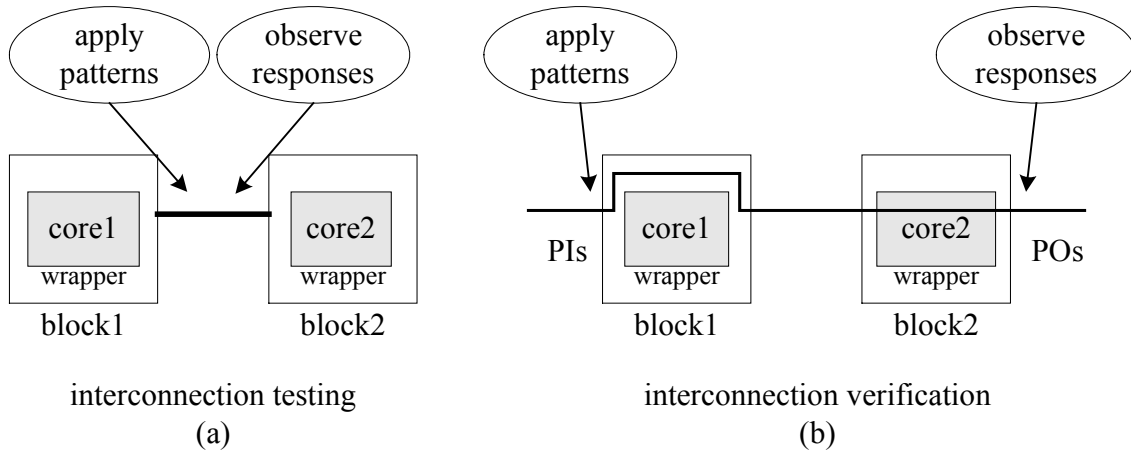 apply
patterns
observe
responses
core1
wrapper
block1
core2
wrapper
block2
interconnection testing
(a)
apply
patterns
observe
responses
PIs
core1
wrapper
block1
core2
wrapper
block2
POs
interconnection verification
(b)